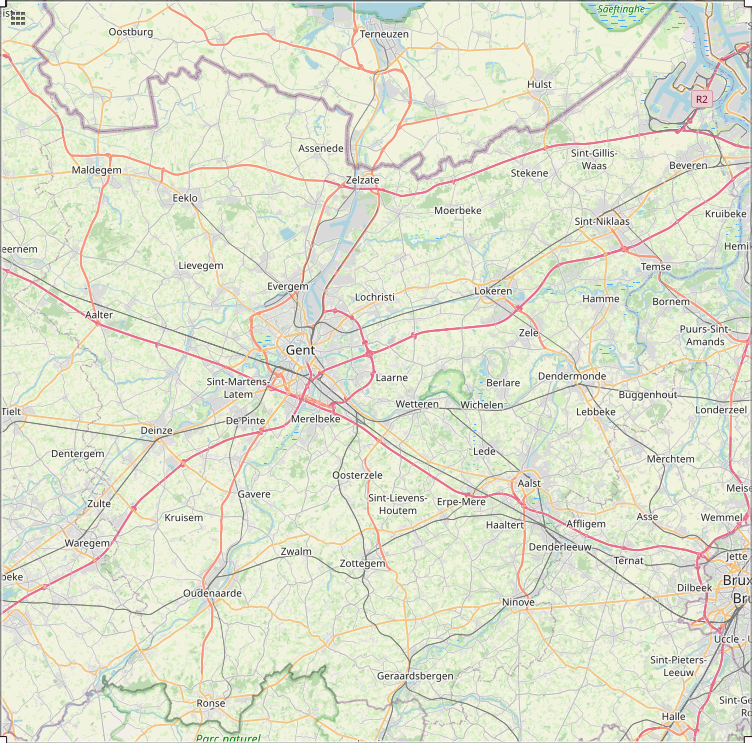 Saeftinghe
Oostburg
Terneuzen
Hulst
R2
Assenede
Sint-Gillis-
Waas
Beveren
Maldegem
Zelzate
Stekene
Eeklo
Moerbeke
Kruibeke
Sint-Niklaas
eernem
Hemi
Lievegem
Temse
Evergem
Lochristi
Lokeren
Hamme
Bornem
Aalter
Zele
Puurs-Sint-
Amands
Gent
Sint-Martens-
Latem
Laarne
Berlare
Dendermonde
Buggenhout
Tielt
De Pinte
Merelbeke
Wetteren
Wichelen
Lebbeke
Londerzeel
Deinze
Dentergem
Lede
Merchtem
Oosterzele
Aalst
Meise
Zulte
Gavere
Sint-Lievens-
Houtem
Erpe-Mere
Kruisem
Haaltert
Affligem
Asse
Wemmel
Waregem
Zwalm
Denderleeuw
Jette
beke
Zottegem
Ternat
Oudenaarde
Dilbeek
Brux
Bru
Ninove
Uccle - U
Sint-Pieters-
Leeuw
Geraardsbergen
Ronse
Halle
Sint-Ge
Ro
Parc naturel